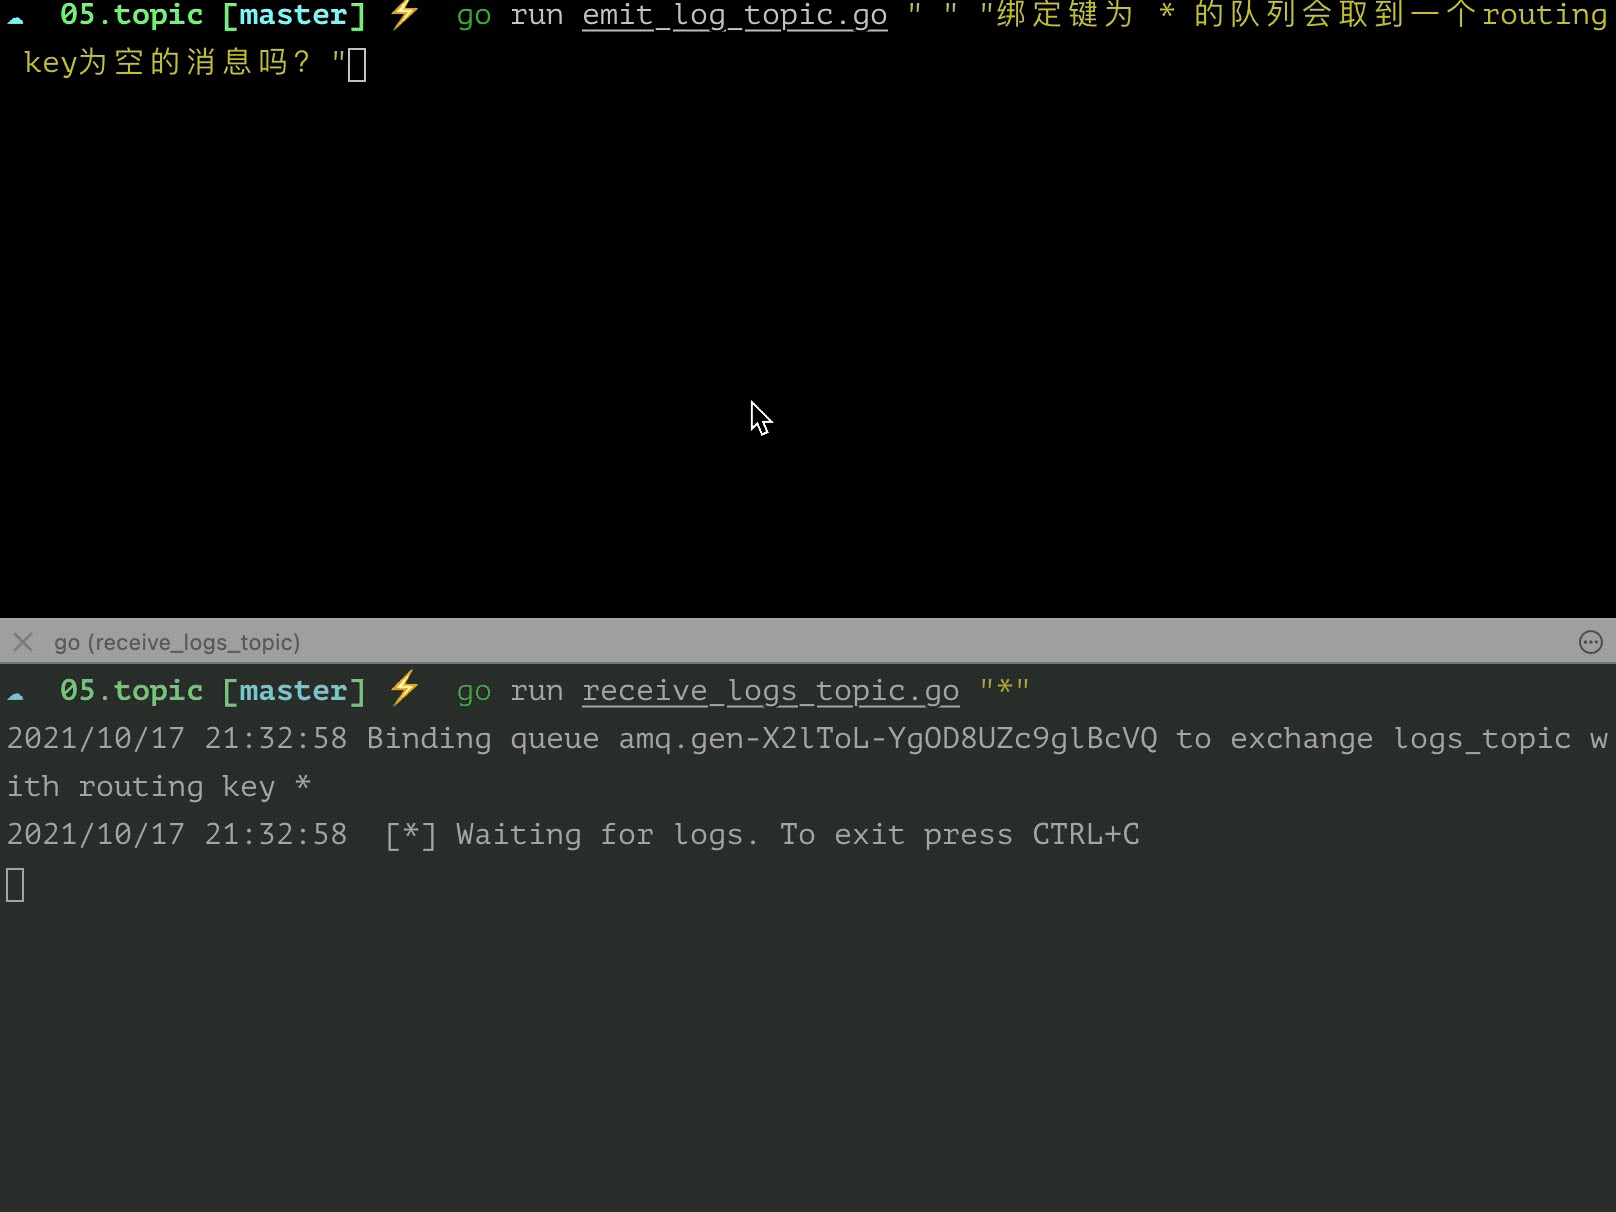 05.topic [master] ⚡ go run emit_log_topic.go " " "绑定键为 * 的队列会取到一个routing
key为空的消息吗? "
go (receive_logs_topic)
05.topic [master] ⚡ go run receive_logs_topic.go "*"
2021/10/17 21:32:58 Binding queue amq.gen-X2lToL-YgOD8UZc9glBcVQ to exchange logs_topic w
ith routing key *
2021/10/17 21:32:58  [*] Waiting for logs. To exit press CTRL+C